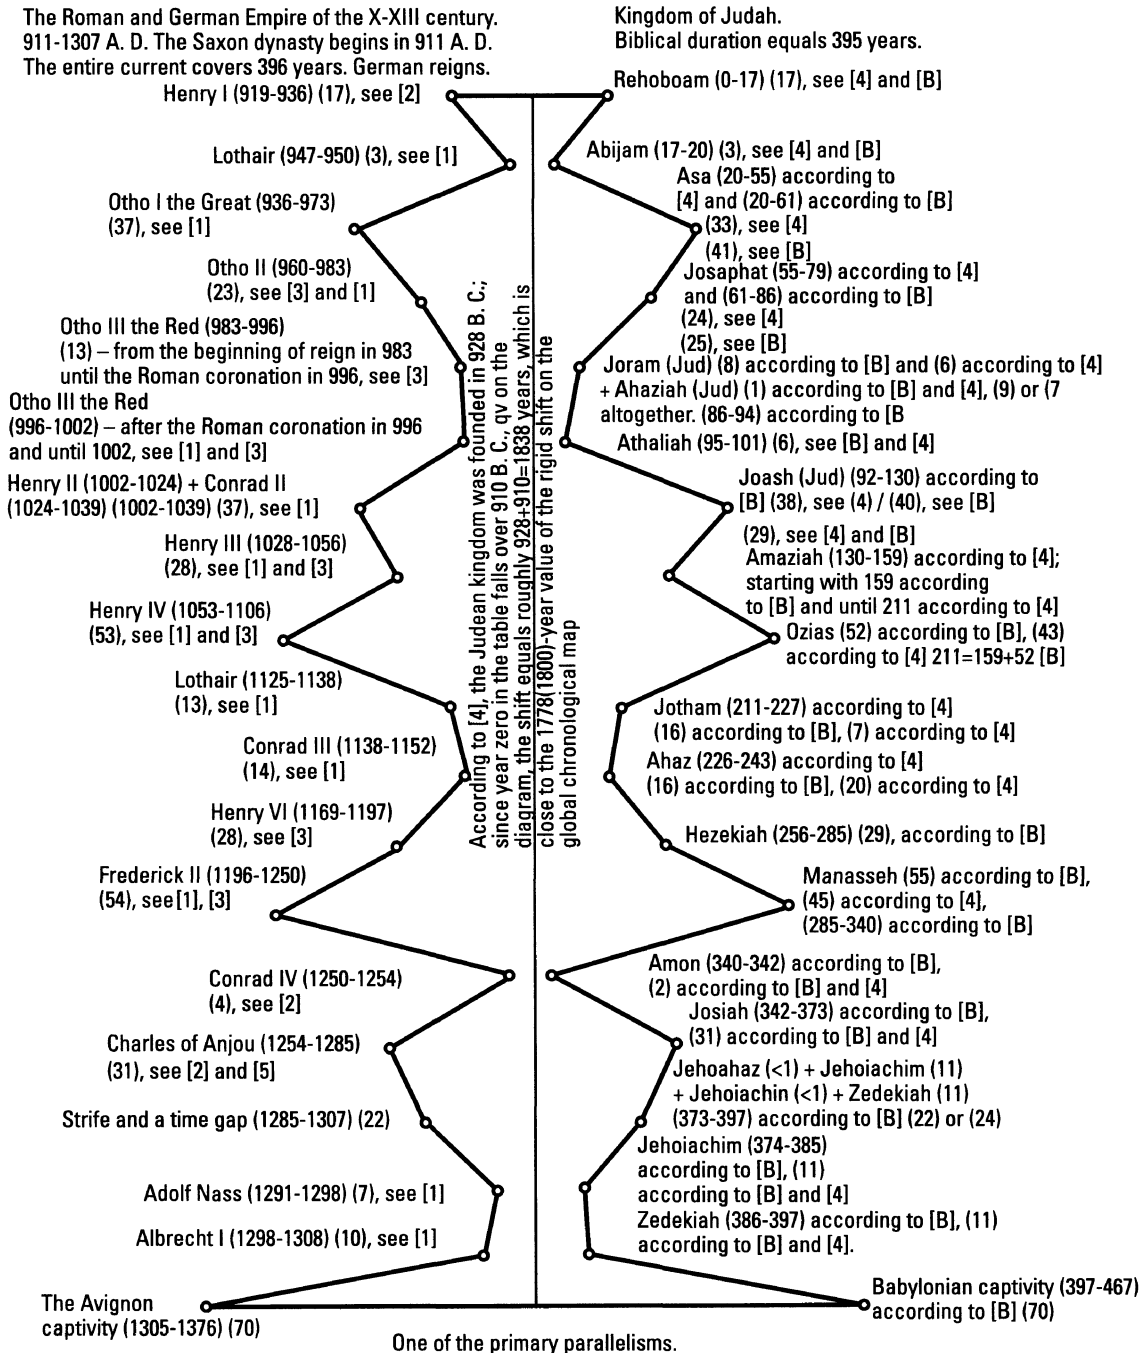 The Roman and German Empire of the X-XIII century.
911-1307 A. D. The Saxon dynasty begins in 911 A. D.
The entire current covers 396 years. German reigns.
Henry I (919-936) (17), see [2]
Lothair (947-950) (3), see [1]
Otho I the Great (936-973)
(37), see [1]
Otho II (960-983)
(23), see [3] and [1]
Otho III the Red (983-996)
(13) – from the beginning of reign in 983
until the Roman coronation in 996, see [3]
Otho III the Red
(996-1002) – after the Roman coronation in 996
and until 1002, see [1] and [3]
Henry II (1002-1024) + Conrad II
(1024-1039) (1002-1039) (37), see [1]
Henry III (1028-1056)
(28), see [1] and [3]
Henry IV (1053-1106)
(53), see [1] and [3]
Lothair (1125-1138)
(13), see [1]
Conrad III (1138-1152)
(14), see [1]
Henry VI (1169-1197)
(28), see [3]
Frederick II (1196-1250)
(54), see[1], [3]
Conrad IV (1250-1254)
(4), see [2]
Charles of Anjou (1254-1285)
(31), see [2] and [5]
Strife and a time gap (1285-1307) (22)
Adolf Nass (1291-1298) (7), see [1]
Albrecht I (1298-1308) (10), see [1]
The Avignon
captivity (1305-1376) (70)
According to [4], the Judean kingdom was founded in 928 B. C.;
since year zero in the table falls over 910 B. C., qv on the
diagram, the shift equals roughly 928+910=1838 years, which is
close to the 1778(1800)-year value of the rigid shift on the
global chronological map
Kingdom of Judah.
Biblical duration equals 395 years.
Rehoboam (0-17) (17), see [4] and [B]
Abijam (17-20) (3), see [4] and [B]
Asa (20-55) according to
[4] and (20-61) according to [B]
(33), see [4]
(41), see [B]
Josaphat (55-79) according to [4]
and (61-86) according to [B]
(24), see [4]
(25), see [B]
Joram (Jud) (8) according to [B] and (6) according to [4]
+ Ahaziah (Jud) (1) according to [B] and [4], (9) or (7
altogether. (86-94) according to [B
Athaliah (95-101) (6), see [B] and [4]
Joash (Jud) (92-130) according to
[B] (38), see (4) / (40), see [B]
(29), see [4] and [B]
Amaziah (130-159) according to [4];
starting with 159 according
to [B] and until 211 according to [4]
Ozias (52) according to [B], (43)
according to [4] 211=159+52 [B]
Jotham (211-227) according to [4]
(16) according to [B], (7) according to [4]
Ahaz (226-243) according to [4]
(16) according to [B], (20) according to [4]
Hezekiah (256-285) (29), according to [B]
Manasseh (55) according to [B],
(45) according to [4],
(285-340) according to [B]
Amon (340-342) according to [B],
(2) according to [B] and [4]
Josiah (342-373) according to [B],
(31) according to [B] and [4]
Jehoahaz (<1) + Jehoiachim (11)
+ Jehoiachin (<1) + Zedekiah (11)
(373-397) according to [B] (22) or (24)
Jehoiachim (374-385)
according to [B], (11)
according to [B] and [4]
Zedekiah (386-397) according to [B], (11)
according to [B] and [4].
Babylonian captivity (397-467)
according to [B] (70)
One of the primary parallelisms.